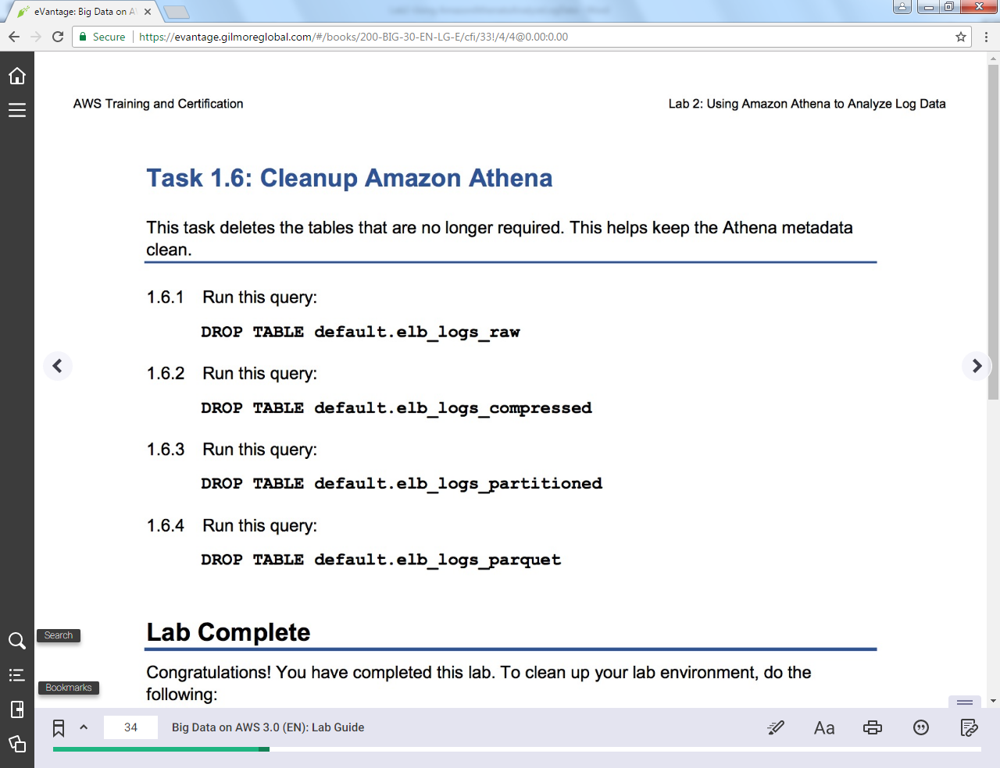 eVantage: Big Data on A
Secure
https://evantage.gilmoreglobal.com/#/books/200-BIG-30-EN-LG-E/cfi/33!/4/4@0.00:0.00
AWS Training and Certification
Lab 2: Using Amazon Athena to Analyze Log Data
Task 1.6: Cleanup Amazon Athena
This task deletes the tables that are no longer required. This helps keep the Athena metadata
clean.
1.6.1 Run this query:
DROP TABLE default.elb_logs_raw
1.6.2 Run this query:
DROP TABLE default.elb_logs_compressed
1.6.3 Run this query:
DROP TABLE default.elb_logs_partitioned
1.6.4 Run this query:
DROP TABLE default.elb_logs_parquet
Lab Complete
Search
Congratulations! You have completed this lab. To clean up your lab environment, do the
following:
Bookmarks
34
Big Data on AWS 3.0 (EN): Lab Guide
Aa